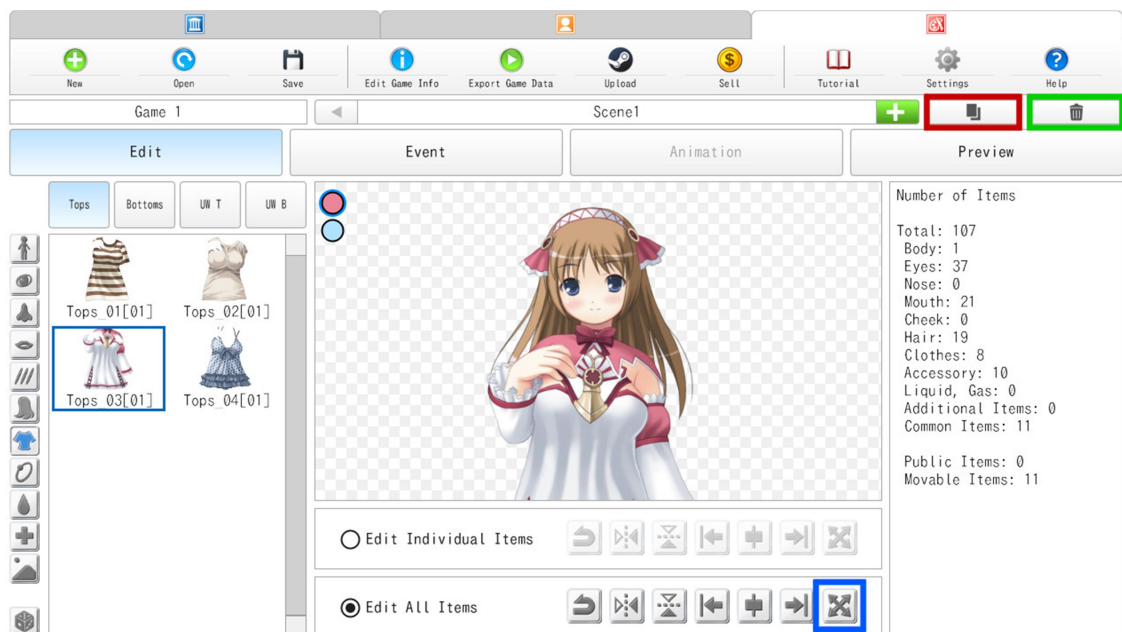 New Open Save Edit Game Info Export Game Data Upload Sell Tutorial Settings Help
Game 1 Scene1
Edit Event Animation Preview
Tops Bottoms UW T UW B
Tops_01[01] Tops_02[01]
Tops_03[01] Tops_04[01]
Edit Individual Items
Edit All Items
Number of Items
Total: 107
Body: 1
Eyes: 37
Nose: 0
Mouth: 21
Cheek: 0
Hair: 19
Clothes: 8
Accessory: 10
Liquid, Gas: 0
Additional Items: 0
Common Items: 11
Public Items: 0
Movable Items: 11